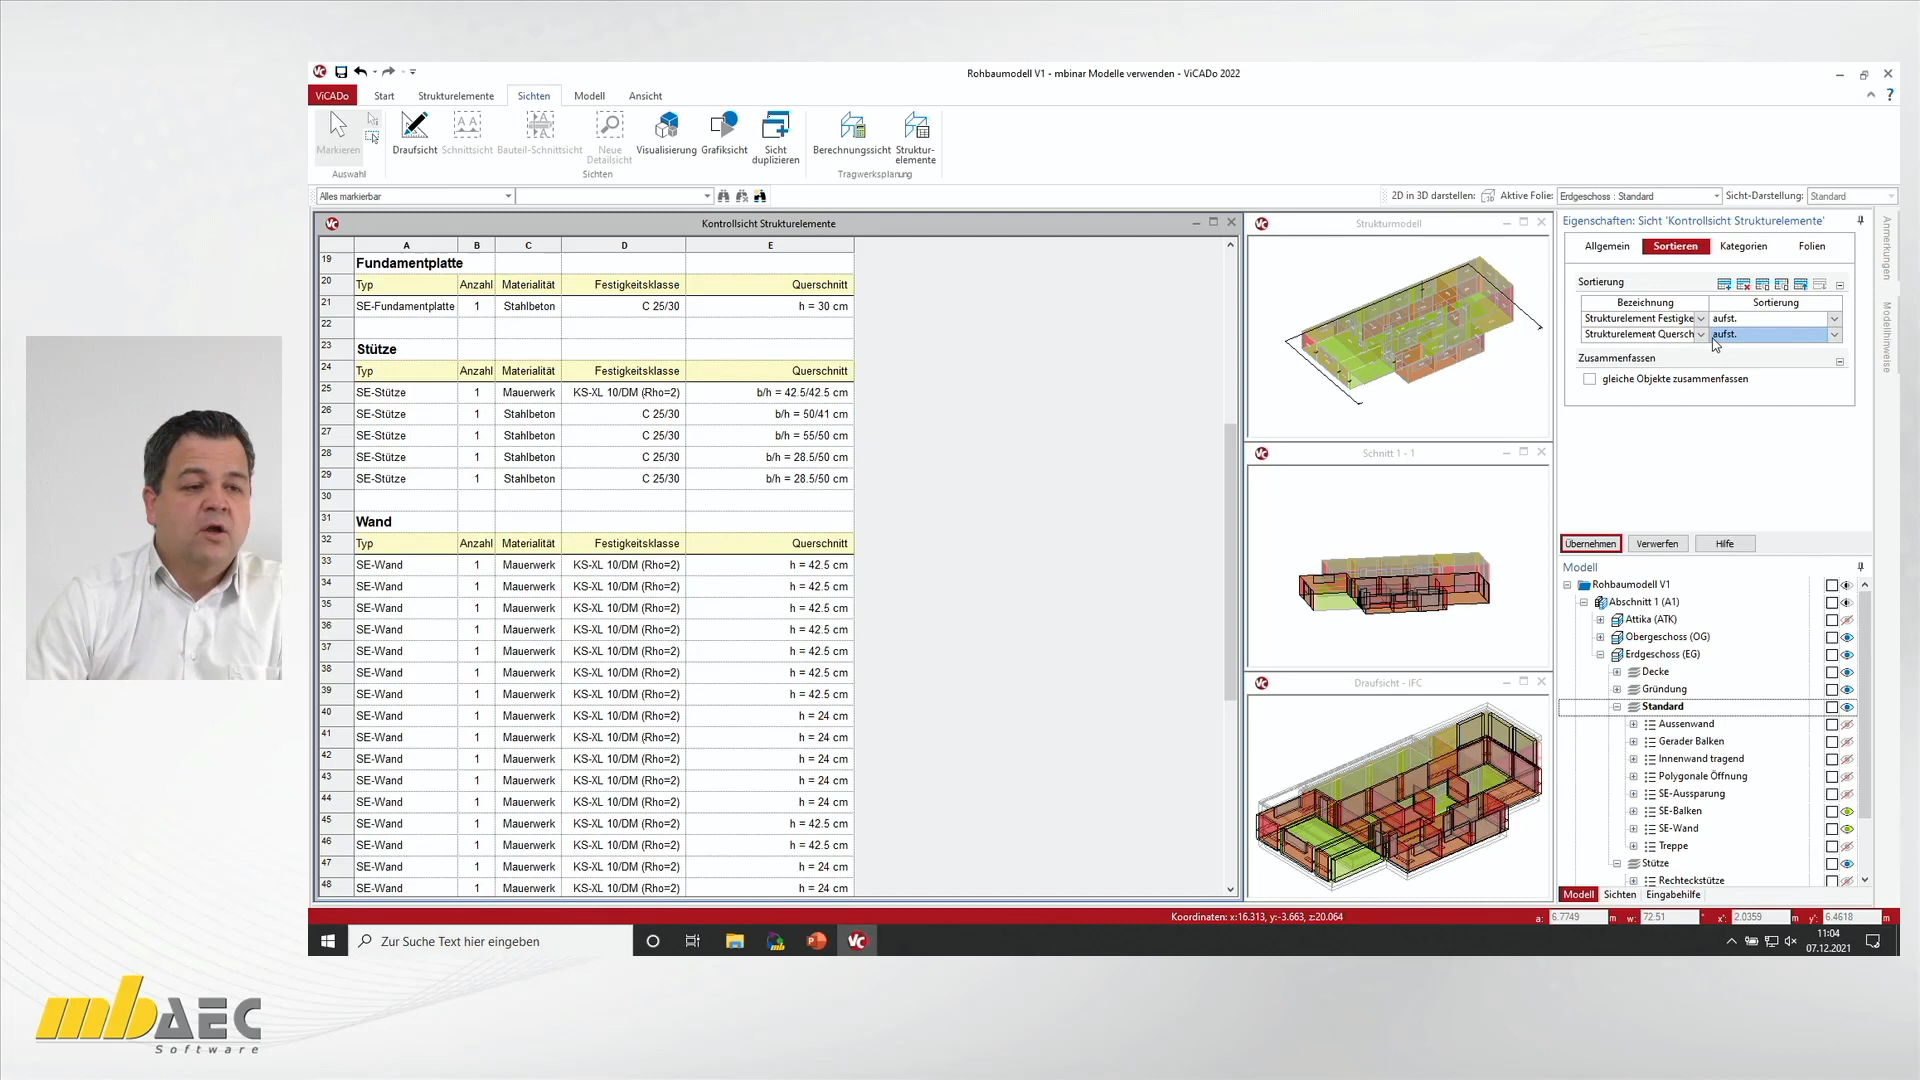 Rohbaumodell V1 - mbinar Modelle verwenden - ViCADo 2022
ViCADo Start Strukturelemente Sichten Modell Ansicht
Markieren Draufsicht Schnittsicht Bauteil-Schnittsicht Neue Detailsicht Visualisierung Grafiksicht Sicht duplizieren Berechnungssicht Struktur-elemente
Auswahl Sichten Tragwerksplanung
Alles markierbar 2D in 3D darstellen: Aktive Folie: Erdgeschoss : Standard Sicht-Darstellung: Standard
Kontrollsicht Strukturelemente
A B C D E
19 Fundamentplatte
20 Typ Anzahl Materialität Festigkeitsklasse Querschnitt
21 SE-Fundamentplatte 1 Stahlbeton C 25/30 h = 30 cm
22
23 Stütze
24 Typ Anzahl Materialität Festigkeitsklasse Querschnitt
25 SE-Stütze 1 Mauerwerk KS-XL 10/DM (Rho=2) b/h = 42.5/42.5 cm
26 SE-Stütze 1 Stahlbeton C 25/30 b/h = 50/41 cm
27 SE-Stütze 1 Stahlbeton C 25/30 b/h = 55/50 cm
28 SE-Stütze 1 Stahlbeton C 25/30 b/h = 28.5/50 cm
29 SE-Stütze 1 Stahlbeton C 25/30 b/h = 28.5/50 cm
30
31 Wand
32 Typ Anzahl Materialität Festigkeitsklasse Querschnitt
33 SE-Wand 1 Mauerwerk KS-XL 10/DM (Rho=2) h = 42.5 cm
34 SE-Wand 1 Mauerwerk KS-XL 10/DM (Rho=2) h = 42.5 cm
35 SE-Wand 1 Mauerwerk KS-XL 10/DM (Rho=2) h = 42.5 cm
36 SE-Wand 1 Mauerwerk KS-XL 10/DM (Rho=2) h = 42.5 cm
37 SE-Wand 1 Mauerwerk KS-XL 10/DM (Rho=2) h = 42.5 cm
38 SE-Wand 1 Mauerwerk KS-XL 10/DM (Rho=2) h = 42.5 cm
39 SE-Wand 1 Mauerwerk KS-XL 10/DM (Rho=2) h = 42.5 cm
40 SE-Wand 1 Mauerwerk KS-XL 10/DM (Rho=2) h = 24 cm
41 SE-Wand 1 Mauerwerk KS-XL 10/DM (Rho=2) h = 24 cm
42 SE-Wand 1 Mauerwerk KS-XL 10/DM (Rho=2) h = 24 cm
43 SE-Wand 1 Mauerwerk KS-XL 10/DM (Rho=2) h = 24 cm
44 SE-Wand 1 Mauerwerk KS-XL 10/DM (Rho=2) h = 24 cm
45 SE-Wand 1 Mauerwerk KS-XL 10/DM (Rho=2) h = 42.5 cm
46 SE-Wand 1 Mauerwerk KS-XL 10/DM (Rho=2) h = 42.5 cm
47 SE-Wand 1 Mauerwerk KS-XL 10/DM (Rho=2) h = 24 cm
48 SE-Wand 1 Mauerwerk KS-XL 10/DM (Rho=2) h = 24 cm
Strukturmodell
Schnitt 1 - 1
Draufsicht - IFC
Eigenschaften: Sicht 'Kontrollsicht Strukturelemente'
Allgemein Sortieren Kategorien Folien
Sortierung
Bezeichnung Sortierung
Strukturelement Festigke aufst.
Strukturelement Quersch aufst.
Zusammenfassen
gleiche Objekte zusammenfassen
Übernehmen Verwerfen Hilfe
Modell
Rohbaumodell V1
Abschnitt 1 (A1)
Attika (ATK)
Obergeschoss (OG)
Erdgeschoss (EG)
Decke
Gründung
Standard
Aussenwand
Gerader Balken
Innenwand tragend
Polygonale Öffnung
SE-Aussparung
SE-Balken
SE-Wand
Treppe
Stütze
Rechteckstütze
Modell Sichten Eingabehilfe
Anmerkungen
Modellhinweise
Koordinaten: x:16.313, y:-3.663, z:20.064 a: 6.7749 m w: 72.51 ° x': 2.0359 m y': 6.4618 m
Zur Suche Text hier eingeben
11:04
07.12.2021
mb AEC
Software